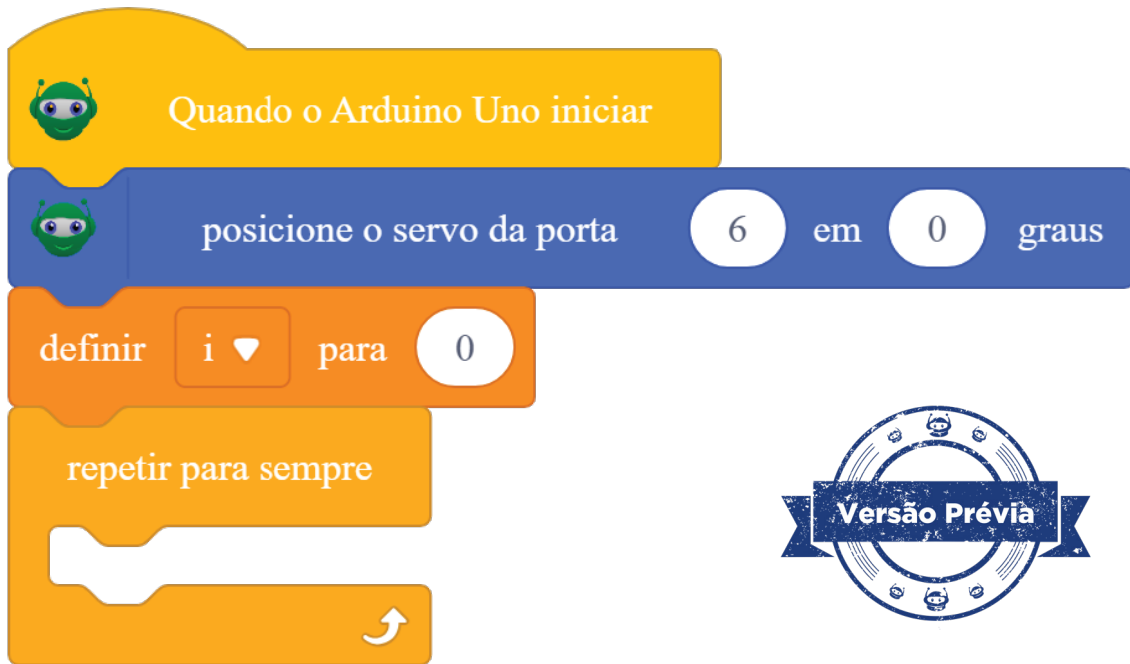 Quando o Arduino Uno iniciar
posicione o servo da porta 6 em 0 graus
definir i para 0
repetir para sempre
Versão Prévia